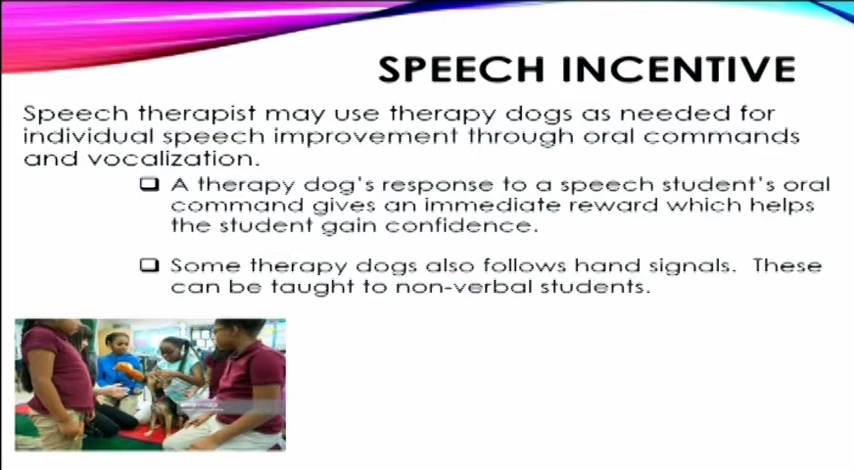 SPEECH INCENTIVE
Speech therapist may use therapy dogs as needed for
individual speech improvement through oral commands
and vocalization.
A therapy dog's response to a speech student's oral
command gives an immediate reward which helps
the student gain confidence.
Some therapy dogs also follows hand signals. These
can be taught to non-verbal students.